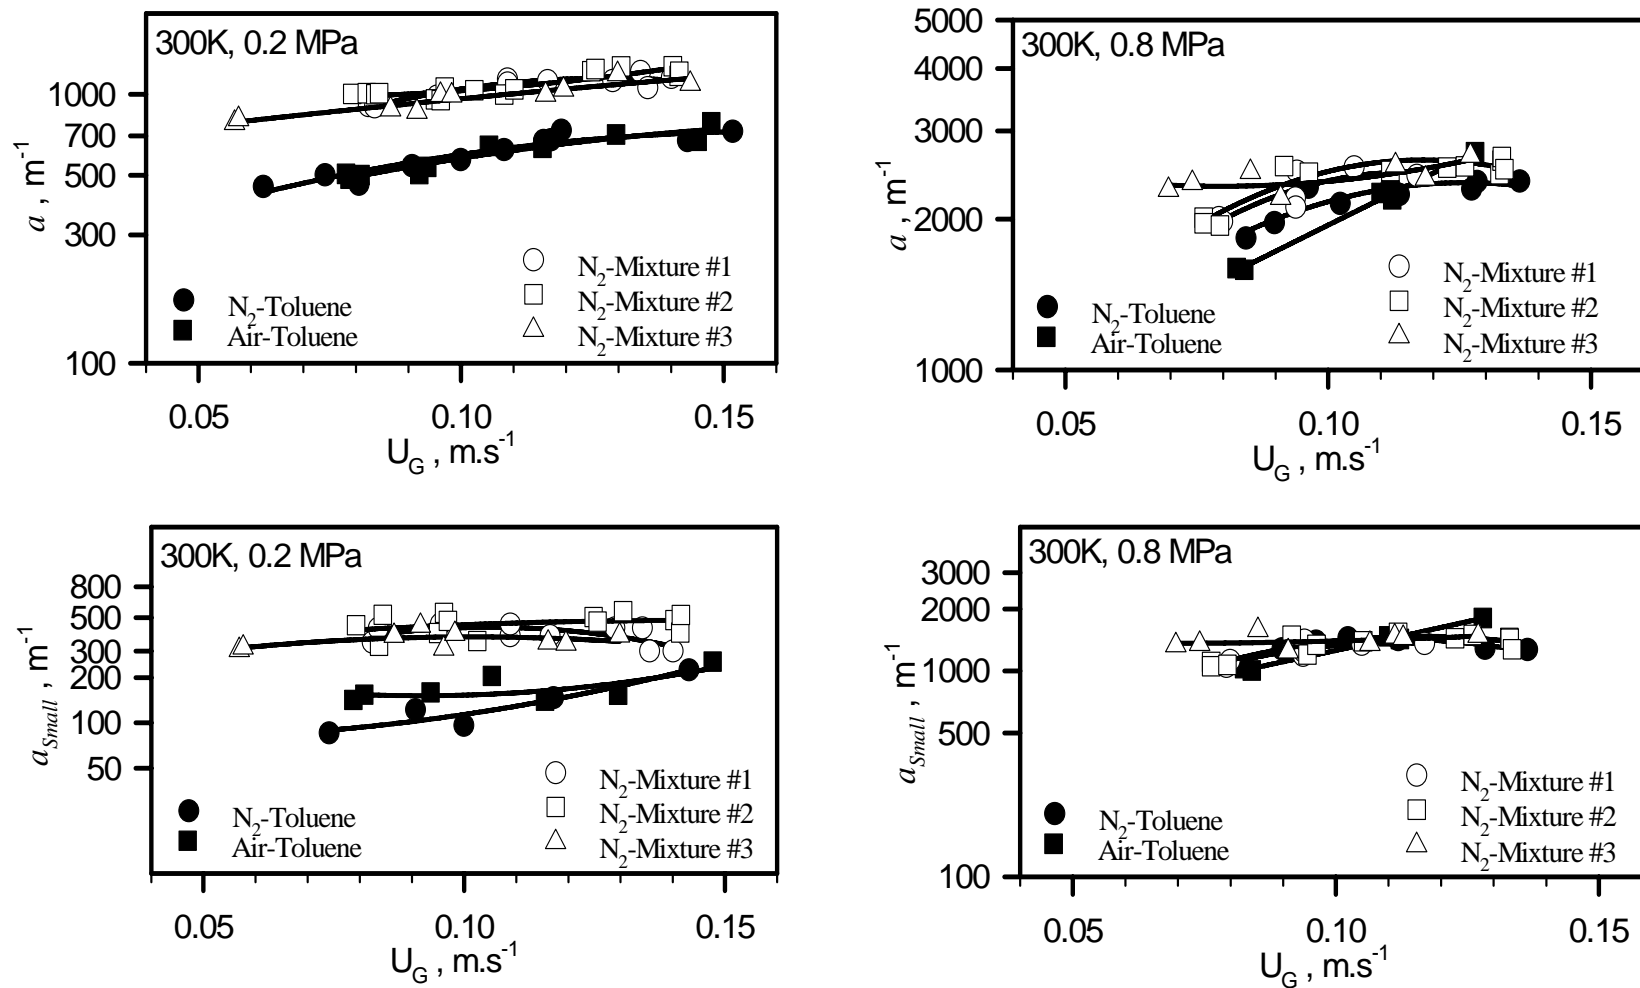 300K, 0.2 MPa
1000
700
500
300
100
a , m-1
N2-Toluene
Air-Toluene
N2-Mixture #1
N2-Mixture #2
N2-Mixture #3
0.05 0.10 0.15
UG , m.s-1
300K, 0.8 MPa
5000
4000
3000
2000
1000
a , m-1
N2-Toluene
Air-Toluene
N2-Mixture #1
N2-Mixture #2
N2-Mixture #3
0.05 0.10 0.15
UG , m.s-1
300K, 0.2 MPa
800
500
300
200
100
50
aSmall , m-1
N2-Toluene
Air-Toluene
N2-Mixture #1
N2-Mixture #2
N2-Mixture #3
0.05 0.10 0.15
UG , m.s-1
300K, 0.8 MPa
3000
2000
1000
500
100
aSmall , m-1
N2-Toluene
Air-Toluene
N2-Mixture #1
N2-Mixture #2
N2-Mixture #3
0.05 0.10 0.15
UG , m.s-1